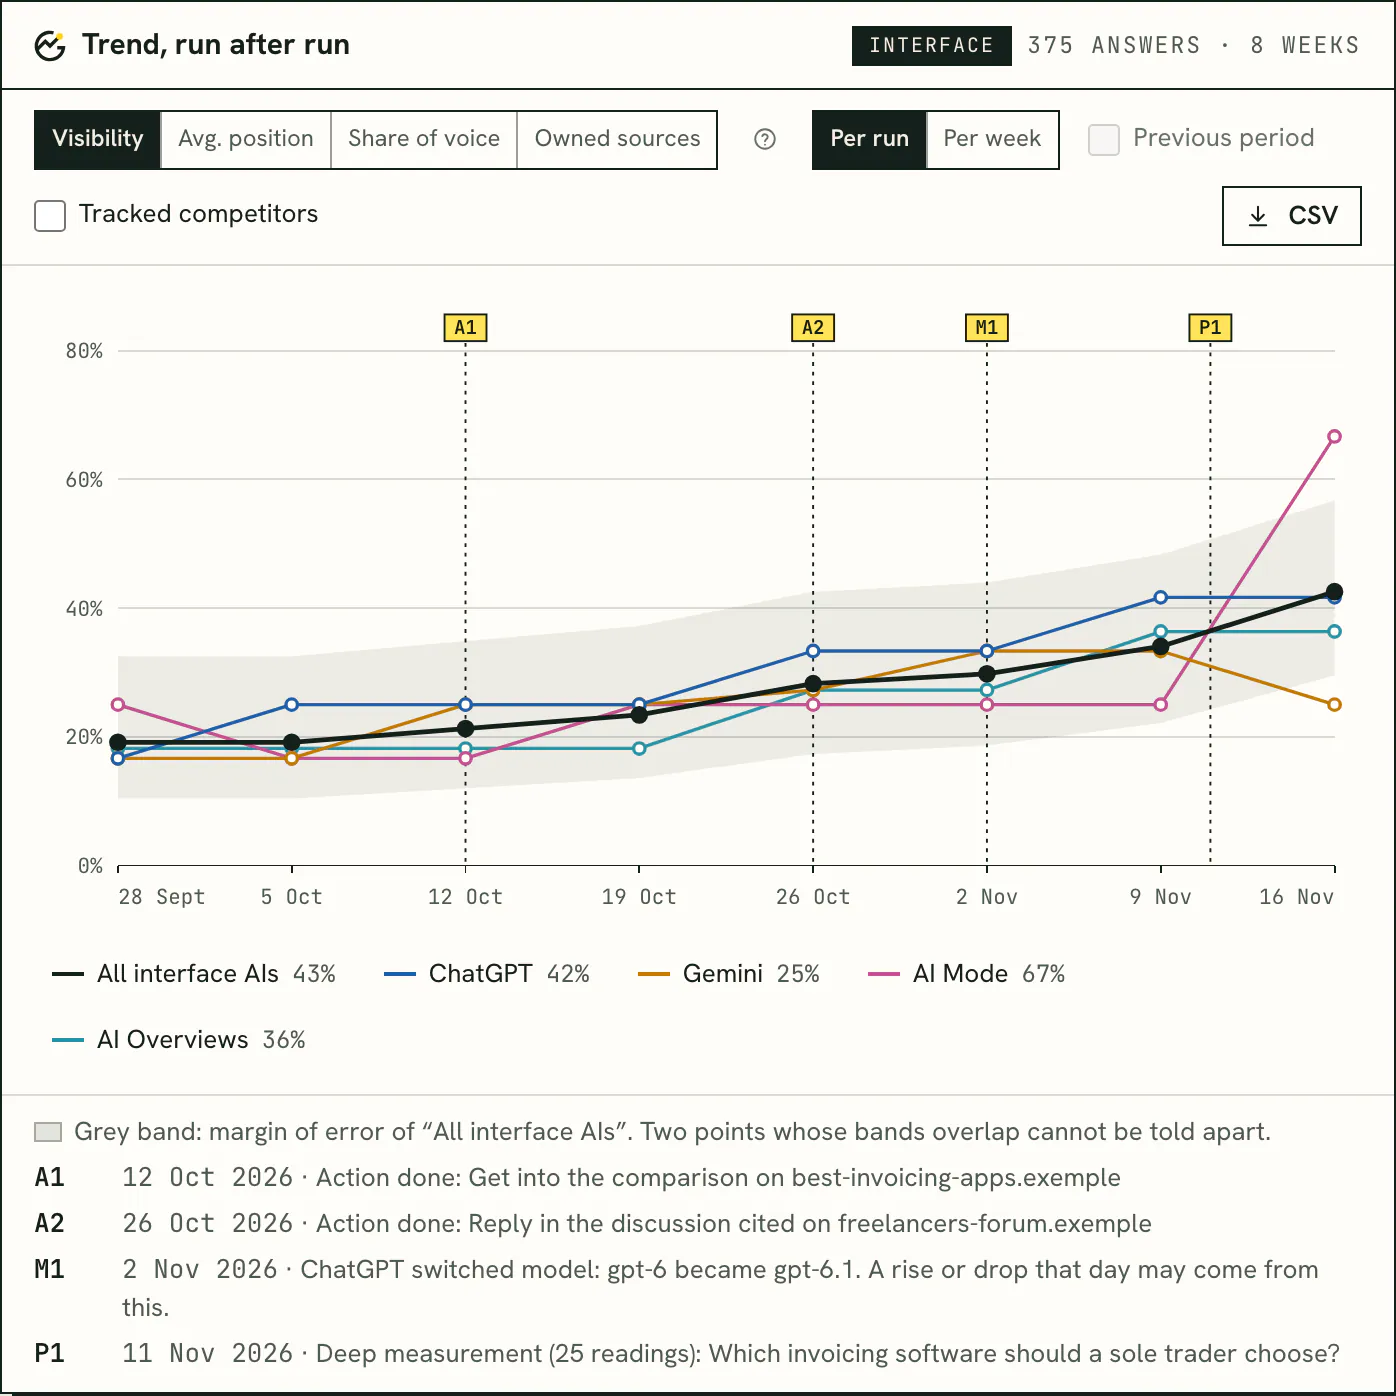 Trend, run after run
INTERFACE 375 ANSWERS · 8 WEEKS
Visibility Avg. position Share of voice Owned sources ? Per run Per week Previous period
Tracked competitors CSV
A1 A2 M1 P1
80%
60%
40%
20%
0%
28 Sept 5 Oct 12 Oct 19 Oct 26 Oct 2 Nov 9 Nov 16 Nov
All interface AIs 43% ChatGPT 42% Gemini 25% AI Mode 67%
AI Overviews 36%
Grey band: margin of error of “All interface AIs”. Two points whose bands overlap cannot be told apart.
A1 12 Oct 2026 · Action done: Get into the comparison on best-invoicing-apps.exemple
A2 26 Oct 2026 · Action done: Reply in the discussion cited on freelancers-forum.exemple
M1 2 Nov 2026 · ChatGPT switched model: gpt-6 became gpt-6.1. A rise or drop that day may come from
this.
P1 11 Nov 2026 · Deep measurement (25 readings): Which invoicing software should a sole trader choose?